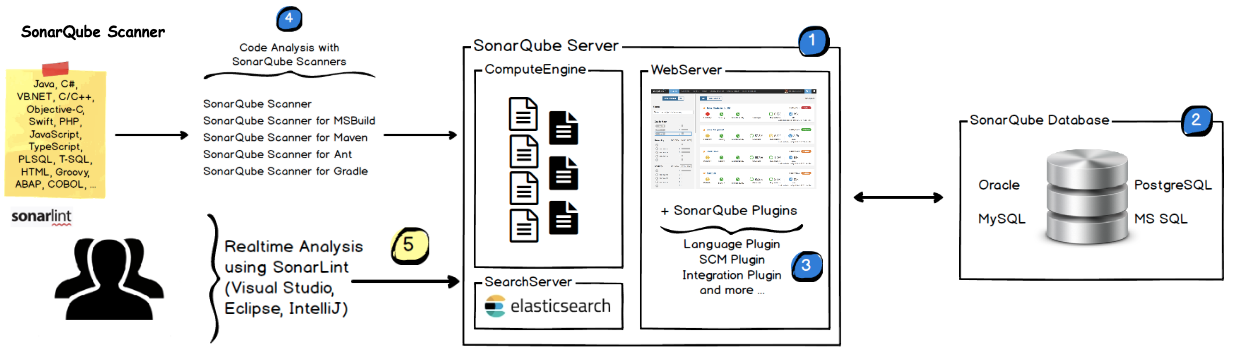 SonarQube Scanner
Java, C#,
VB.NET, C/C++,
Objective-C,
Swift, PHP,
JavaScript,
TypeScript,
PLSQL, T-SQL,
HTML, Groovy,
ABAP, COBOL, ...
sonarlint
4
Code Analysis with
SonarQube Scanners
SonarQube Scanner
SonarQube Scanner for MSBuild
SonarQube Scanner for Maven
SonarQube Scanner for Ant
SonarQube Scanner for Gradle
Realtime Analysis
using SonarLint
(Visual Studio,
Eclipse, IntelliJ)
5
1
SonarQube Server
ComputeEngine
SearchServer
elasticsearch
WebServer
+ SonarQube Plugins
Language Plugin
SCM Plugin
Integration Plugin
and more ...
3
2
SonarQube Database
Oracle
MySQL
PostgreSQL
MS SQL